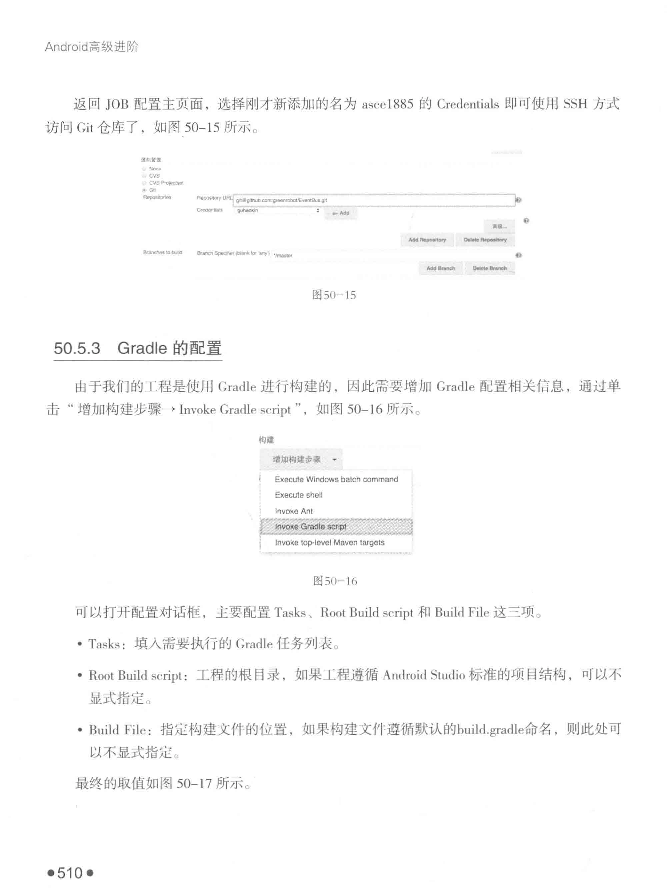 Android高级进阶
返回 JOB 配置主页面，选择刚才新添加的名为 asce1885 的 Credentials 即可使用 SSH 方式
访问 Git 仓库了，如图 50-15 所示。
源码管理
None
CVS
CVS Projectset
Git
Repositories
Repository URL
git@github.com:greenrobot/EventBus.git
Credentials
Add
高级...
Add Repository
Delete Repository
Branches to build
Branch Specifier (blank for 'any')
*/master
Add Branch
Delete Branch
图50-15
50.5.3 Gradle 的配置
由于我们的工程是使用 Gradle 进行构建的，因此需要增加 Gradle 配置相关信息，通过单
击“增加构建步骤→Invoke Gradle script”，如图 50-16 所示。
构建
增加构建步骤
Execute Windows batch command
Execute shell
Invoke Ant
Invoke Gradle script
Invoke top-level Maven targets
图50-16
可以打开配置对话框，主要配置 Tasks、Root Build script 和 Build File 这三项。
• Tasks：填入需要执行的 Gradle 任务列表。
• Root Build script：工程的根目录，如果工程遵循 Android Studio 标准的项目结构，可以不
显式指定。
• Build File：指定构建文件的位置，如果构建文件遵循默认的build.gradle命名，则此处可
以不显式指定。
最终的取值如图 50-17 所示。
●510●